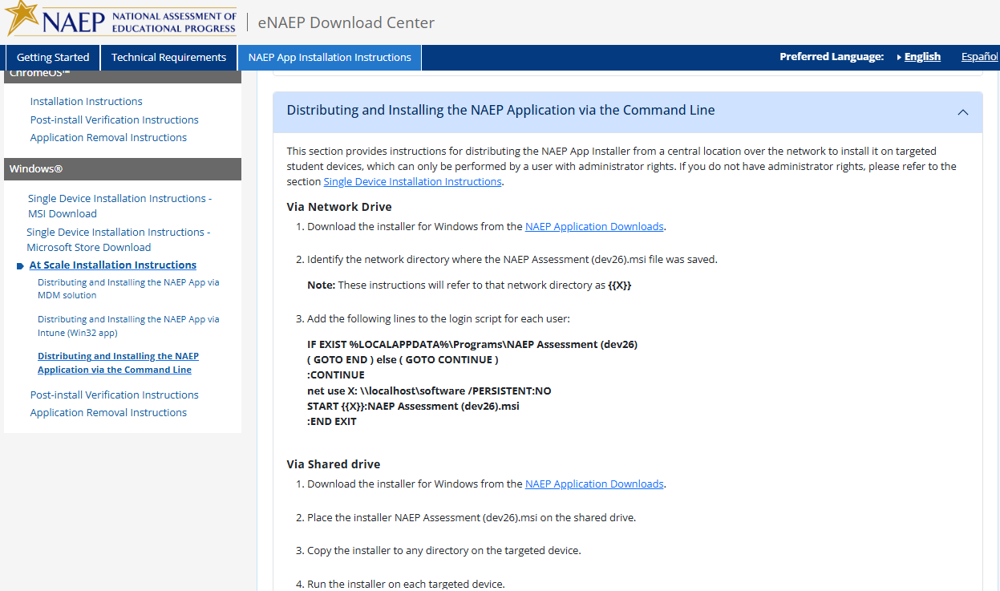 NAEP NATIONAL ASSESSMENT OF
EDUCATIONAL PROGRESS
eNAEP Download Center
Getting Started Technical Requirements NAEP App Installation Instructions Preferred Language: English Español
ChromeOS™
Installation Instructions
Post-install Verification Instructions
Application Removal Instructions
Windows®
Single Device Installation Instructions -
MSI Download
Single Device Installation Instructions -
Microsoft Store Download
At Scale Installation Instructions
Distributing and Installing the NAEP App via
MDM solution
Distributing and Installing the NAEP App via
Intune (Win32 app)
Distributing and Installing the NAEP
Application via the Command Line
Post-install Verification Instructions
Application Removal Instructions
Distributing and Installing the NAEP Application via the Command Line
This section provides instructions for distributing the NAEP App Installer from a central location over the network to install it on targeted
student devices, which can only be performed by a user with administrator rights. If you do not have administrator rights, please refer to the
section Single Device Installation Instructions.
Via Network Drive
1. Download the installer for Windows from the NAEP Application Downloads.
2. Identify the network directory where the NAEP Assessment (dev26).msi file was saved.
Note: These instructions will refer to that network directory as {{X}}
3. Add the following lines to the login script for each user:
IF EXIST %LOCALAPPDATA%\Programs\NAEP Assessment (dev26)
( GOTO END ) else ( GOTO CONTINUE )
:CONTINUE
net use X: \\localhost\software /PERSISTENT:NO
START {{X}}:NAEP Assessment (dev26).msi
:END EXIT
Via Shared drive
1. Download the installer for Windows from the NAEP Application Downloads.
2. Place the installer NAEP Assessment (dev26).msi on the shared drive.
3. Copy the installer to any directory on the targeted device.
4. Run the installer on each targeted device.